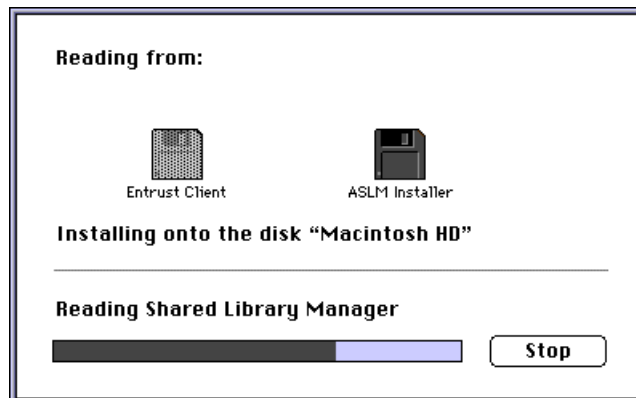 Reading from:
Entrust Client
ASLM Installer
Installing onto the disk “Macintosh HD”
Reading Shared Library Manager
Stop